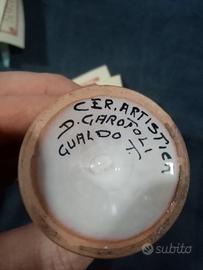 CER. ARTISTICA
A. GAROFOLI
GUALDO T.
subito